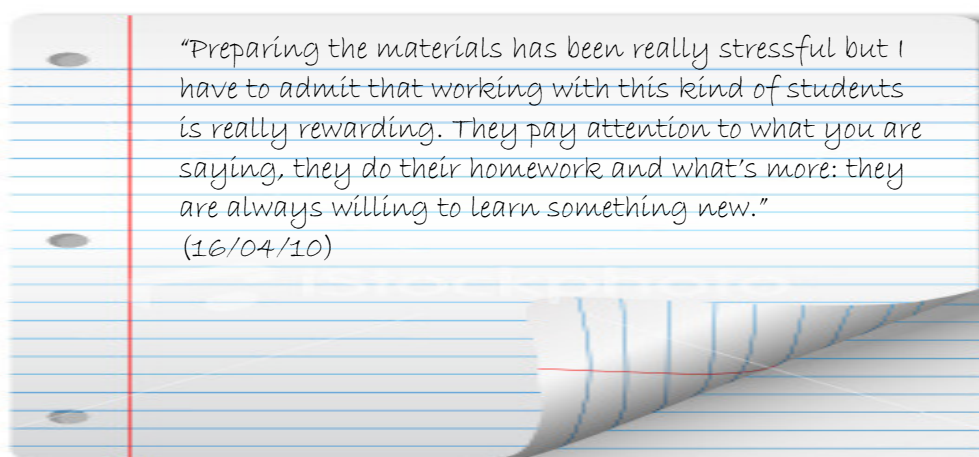 “Preparing the materials has been really stressful but I
have to admit that working with this kind of students
is really rewarding. They pay attention to what you are
saying, they do their homework and what’s more: they
are always willing to learn something new.”
(16/04/10)
iStockphoto